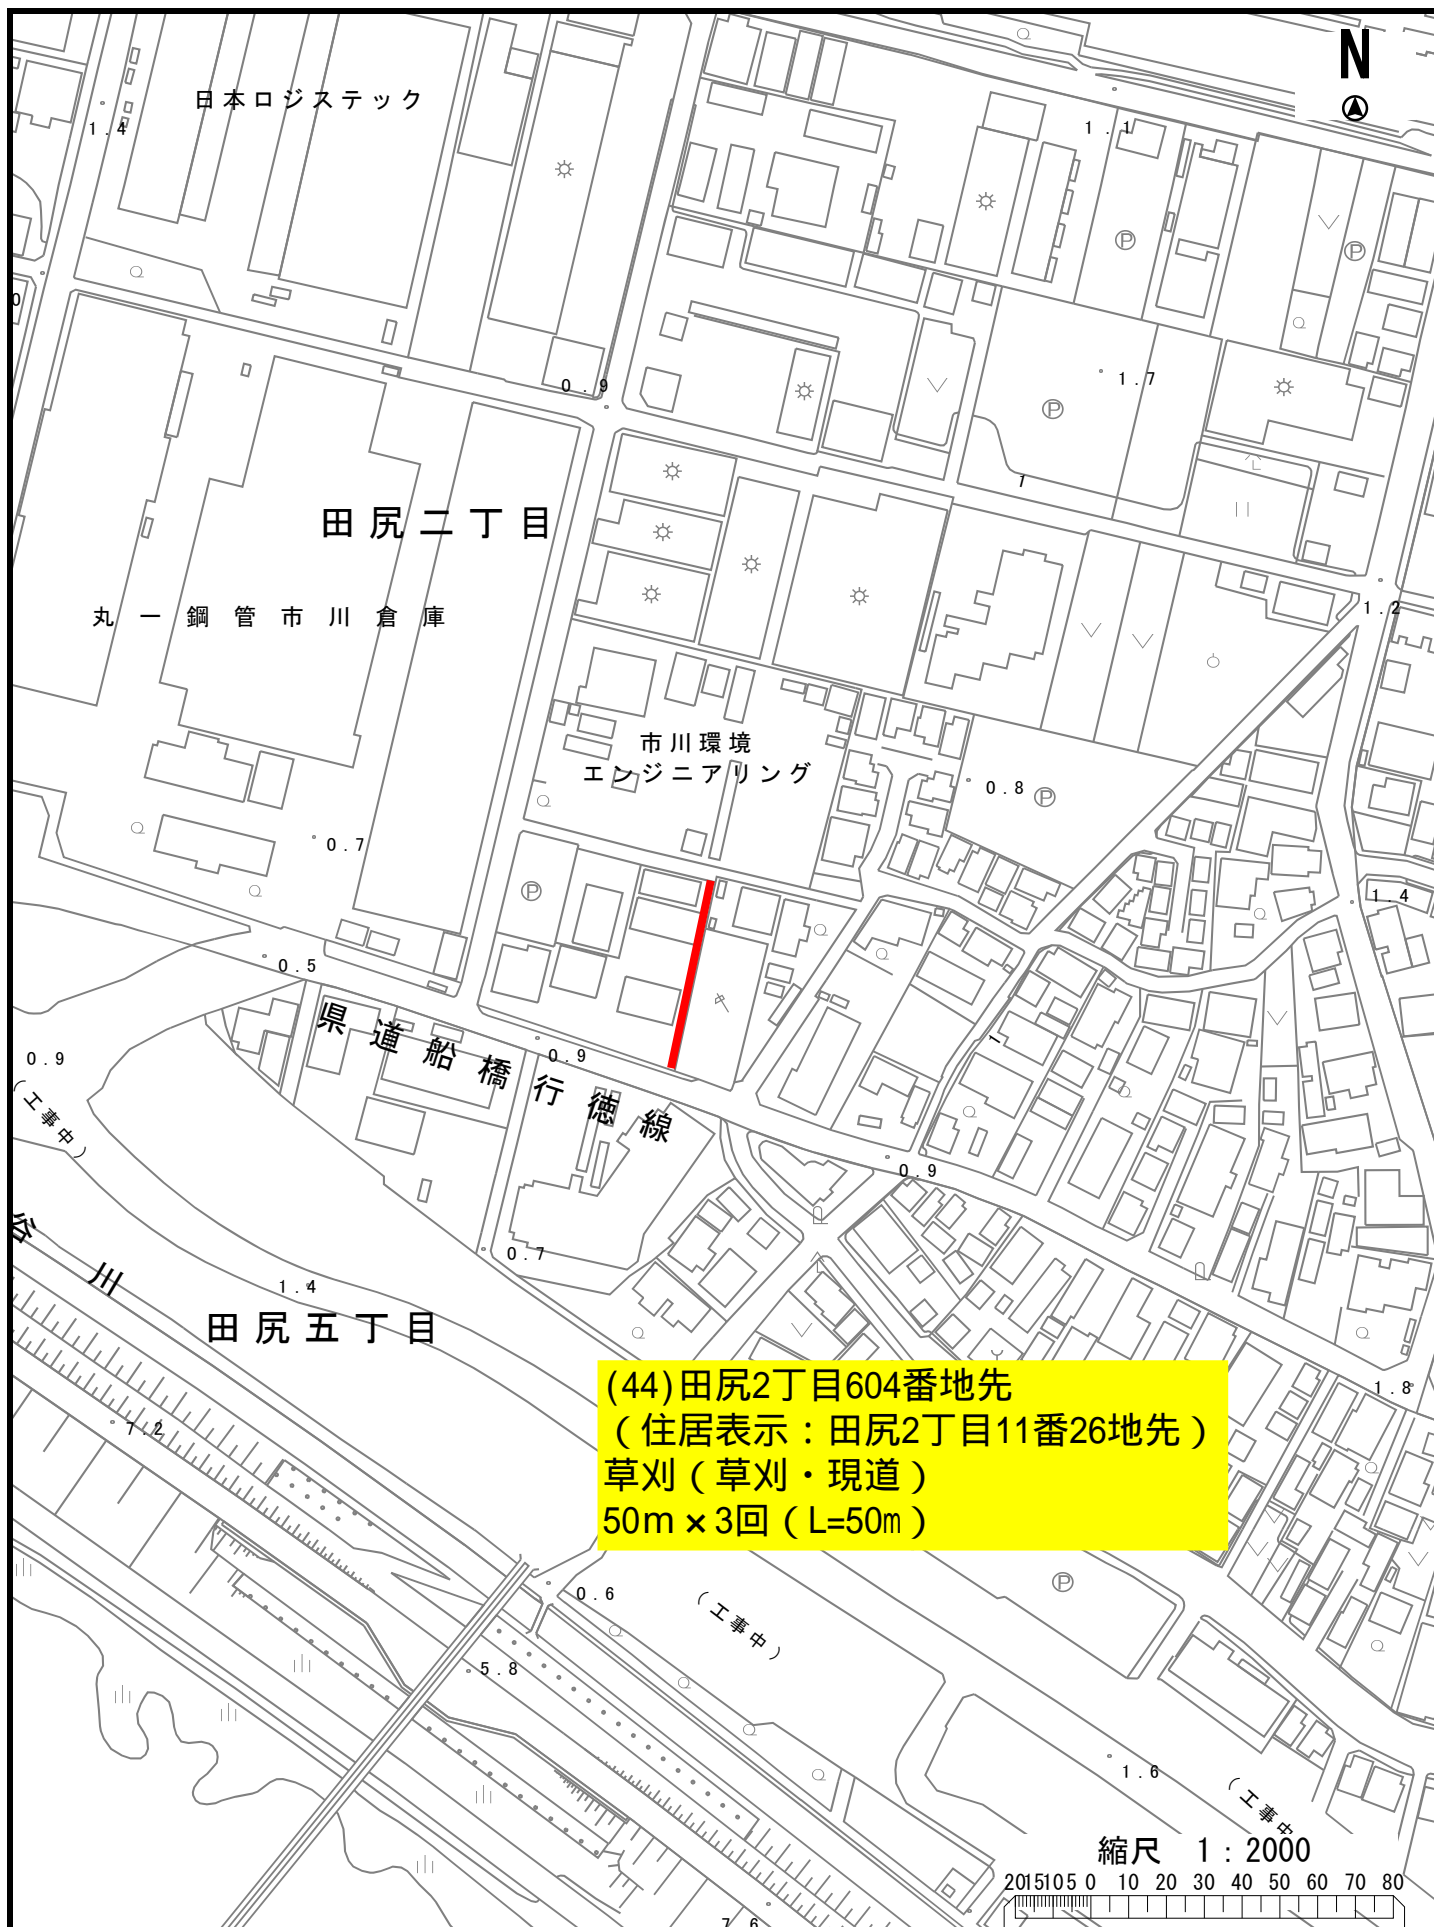 N
日本ロジステック
1.4
1.1
P
P
0
0.9
1.7
P
1
田尻二丁目
丸一鋼管市川倉庫
1.2
市川環境
エンジニアリング
0.8
P
0.7
P
1.4
0.5
県道船橋行徳線
0.9
1
0.9
(工事中)
0.9
谷川
0.7
1.4
田尻五丁目
(44)田尻2丁目604番地先
(住居表示：田尻2丁目11番26地先)
草刈(草刈・現道)
50m×3回(L=50m)
1.8
7.2
P
0.6
(工事中)
5.8
1.6
(工事中
縮尺 1:2000
20 15 10 5 0 10 20 30 40 50 60 70 80
7.6